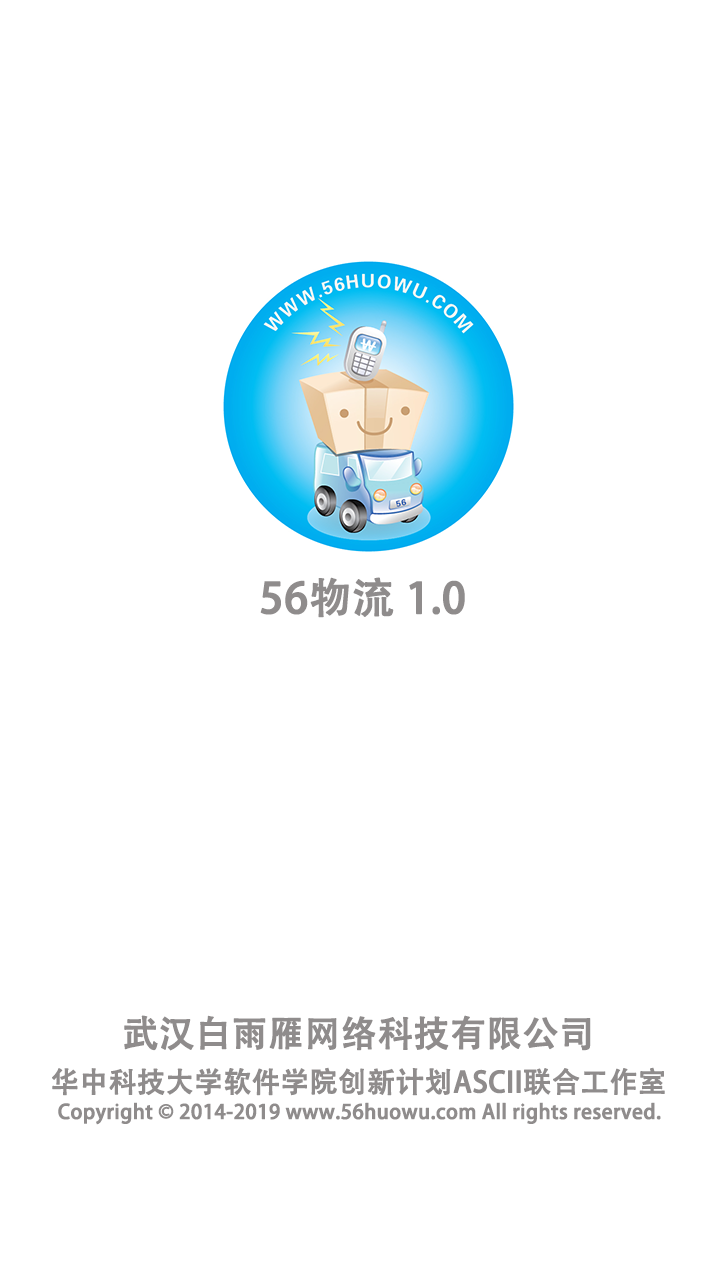 WWW.56HUOWU.COM
W
56
56物流 1.0
武汉白雨雁网络科技有限公司
华中科技大学软件学院创新计划ASCII联合工作室
Copyright © 2014-2019 www.56huowu.com All rights reserved.